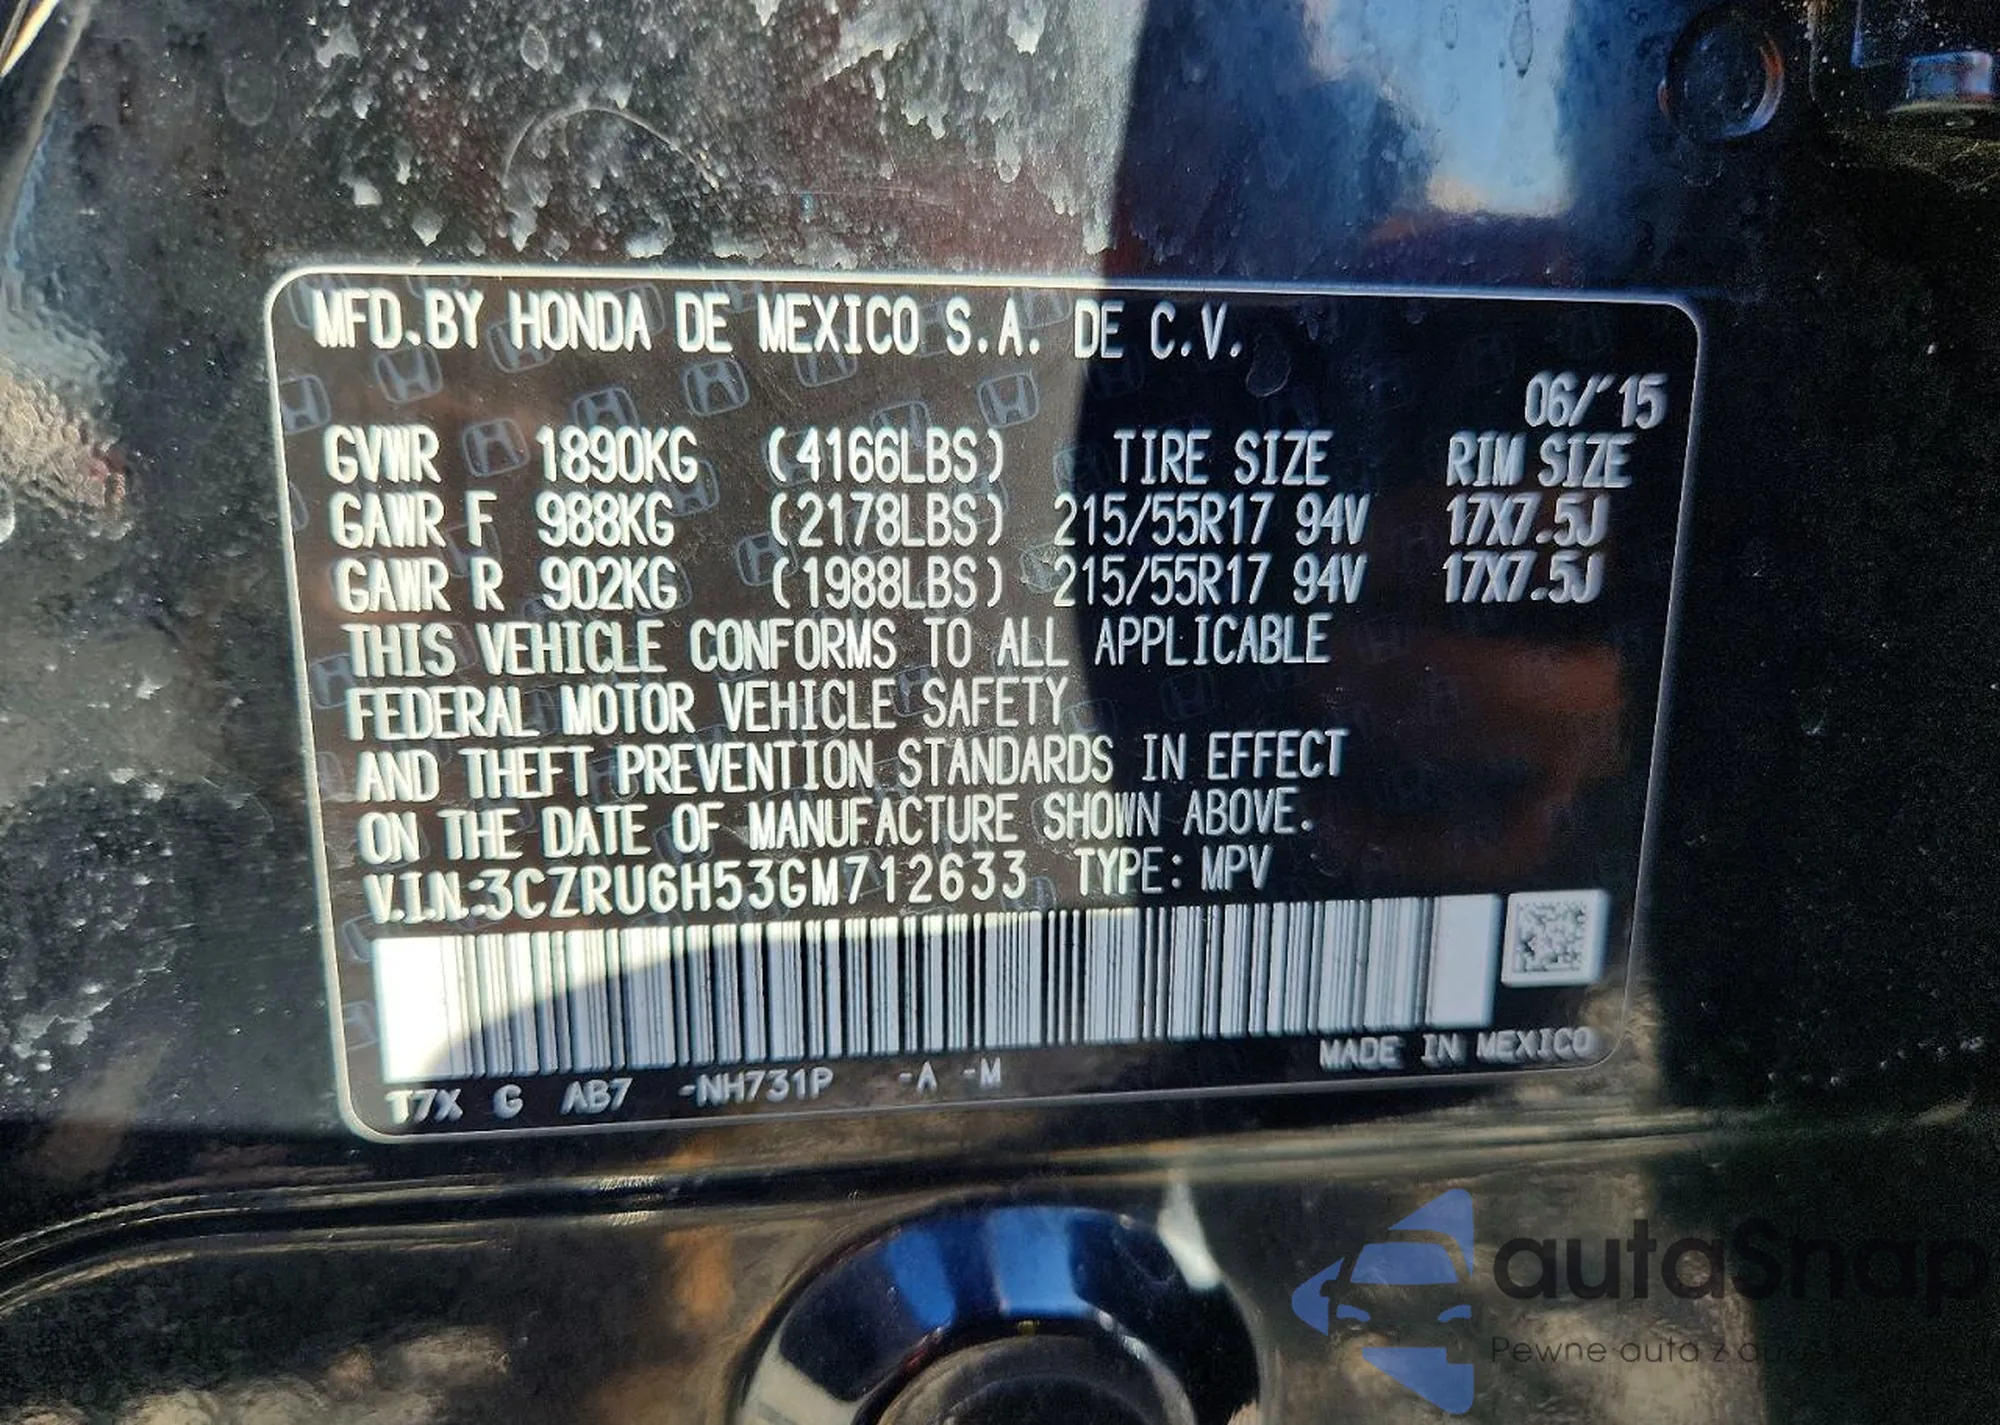 MFD.BY HONDA DE MEXICO S.A. DE C.V.
06/'15
GVWR 1890KG (4166LBS) TIRE SIZE RIM SIZE
GAWR F 988KG (2178LBS) 215/55R17 94V 17X7.5J
GAWR R 902KG (1988LBS) 215/55R17 94V 17X7.5J
THIS VEHICLE CONFORMS TO ALL APPLICABLE
FEDERAL MOTOR VEHICLE SAFETY
AND THEFT PREVENTION STANDARDS IN EFFECT
ON THE DATE OF MANUFACTURE SHOWN ABOVE.
V.I.N.:3CZRU6H53GM712633 TYPE: MPV
MADE IN MEXICO
T7X G AB7 -NH731P -A -M
autaSnap
Pewne auta z